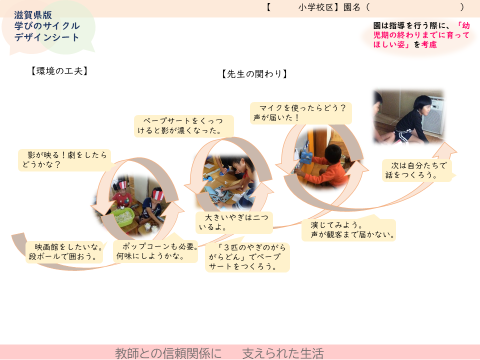 【　　　小学校区】園名（　　　　　　　　　　）
滋賀県版
学びのサイクル
デザインシート
園は指導を行う際に、「幼
児期の終わりまでに育って
ほしい姿」を考慮
【環境の工夫】
【先生の関わり】
マイクを使ったらどう？
声が届いた！
ペープサートをくっつ
けると影が濃くなった。
影が映る！劇をしたら
どうかな？
次は自分たちで
話をつくろう。
大きいやぎは二つ
いるよ。
演じてみよう。
声が観客まで届かない。
映画館をしたいな。
段ボールで囲おう。
ポップコーンも必要。
何味にしようかな。
「３匹のやぎのがら
がらどん」でペープ
サートをつくろう。
教師との信頼関係に　支えられた生活